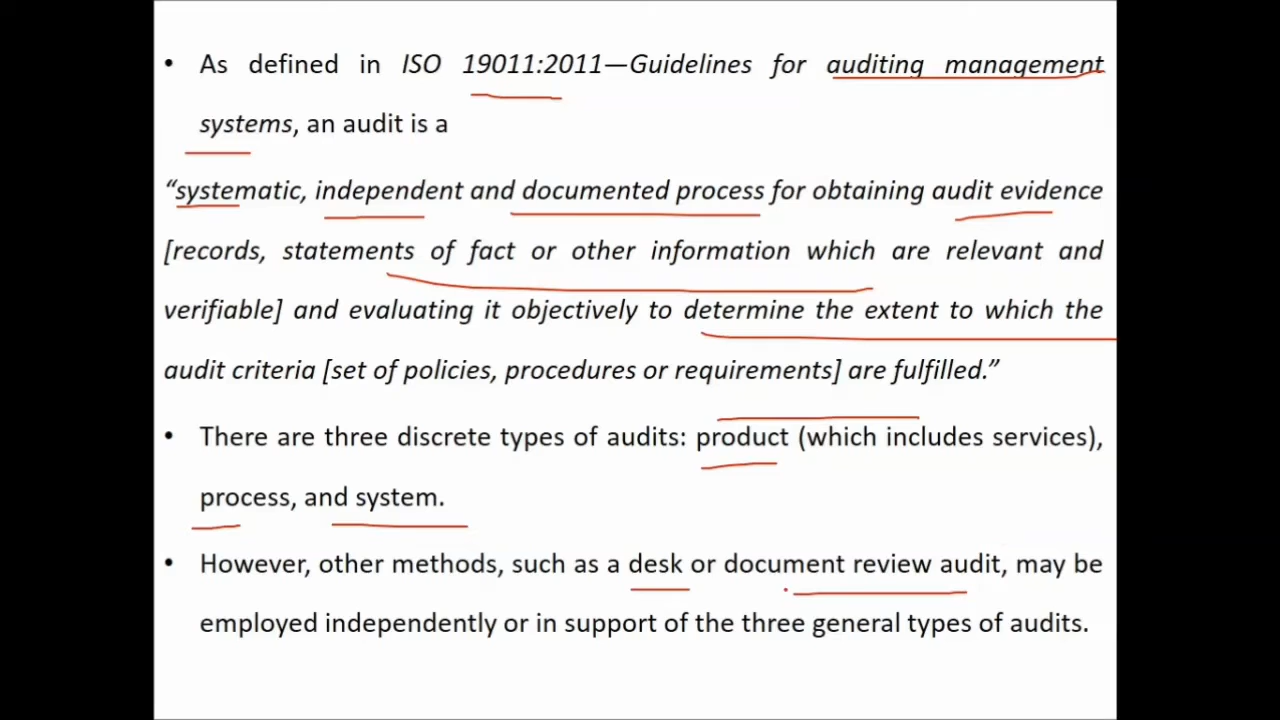 • As defined in ISO 19011:2011—Guidelines for auditing management
systems, an audit is a
“systematic, independent and documented process for obtaining audit evidence
[records, statements of fact or other information which are relevant and
verifiable] and evaluating it objectively to determine the extent to which the
audit criteria [set of policies, procedures or requirements] are fulfilled.”
• There are three discrete types of audits: product (which includes services),
process, and system.
• However, other methods, such as a desk or document review audit, may be
employed independently or in support of the three general types of audits.